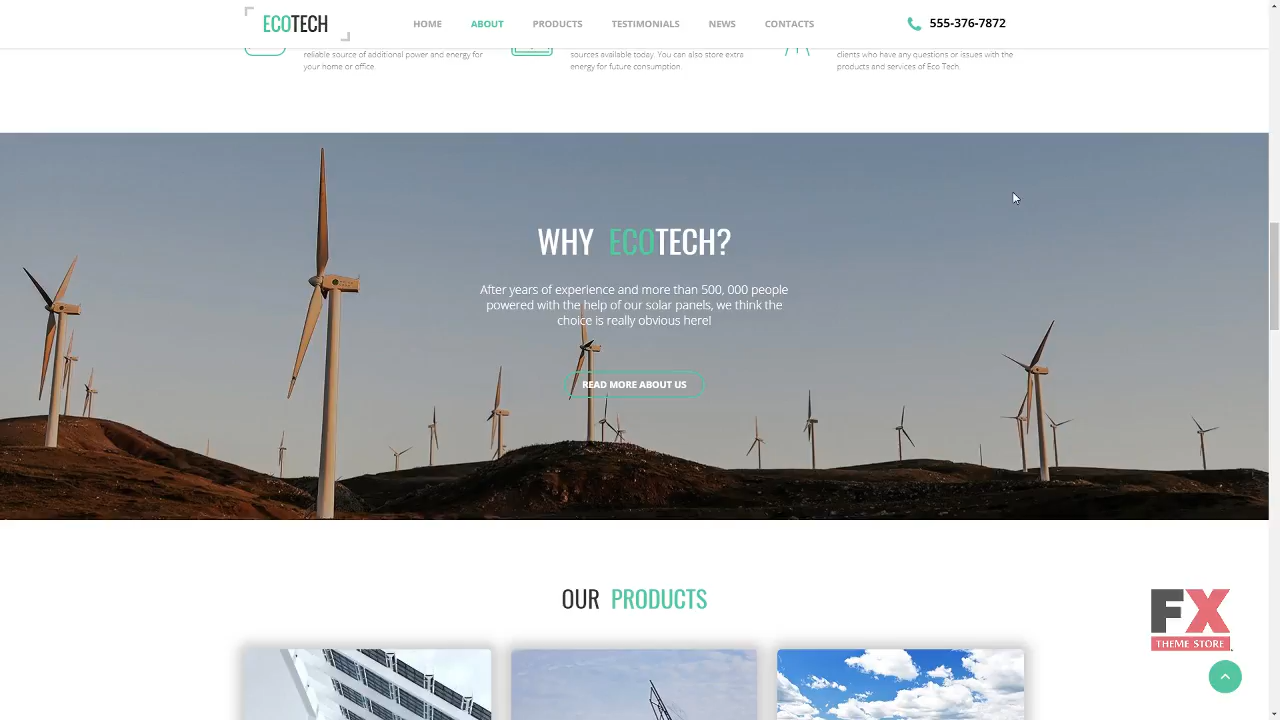 ECOTECH
HOME
ABOUT
PRODUCTS
TESTIMONIALS
NEWS
CONTACTS
555-376-7872
reliable source of additional power and energy for
your home or office.
sources available today. You can also store extra
energy for future consumption.
clients who have any questions or issues with the
products and services of Eco Tech
WHY ECOTECH?
After years of experience and more than 500, 000 people
powered with the help of our solar panels, we think the
choice is really obvious here!
READ MORE ABOUT US
OUR PRODUCTS
FX
THEME STORE